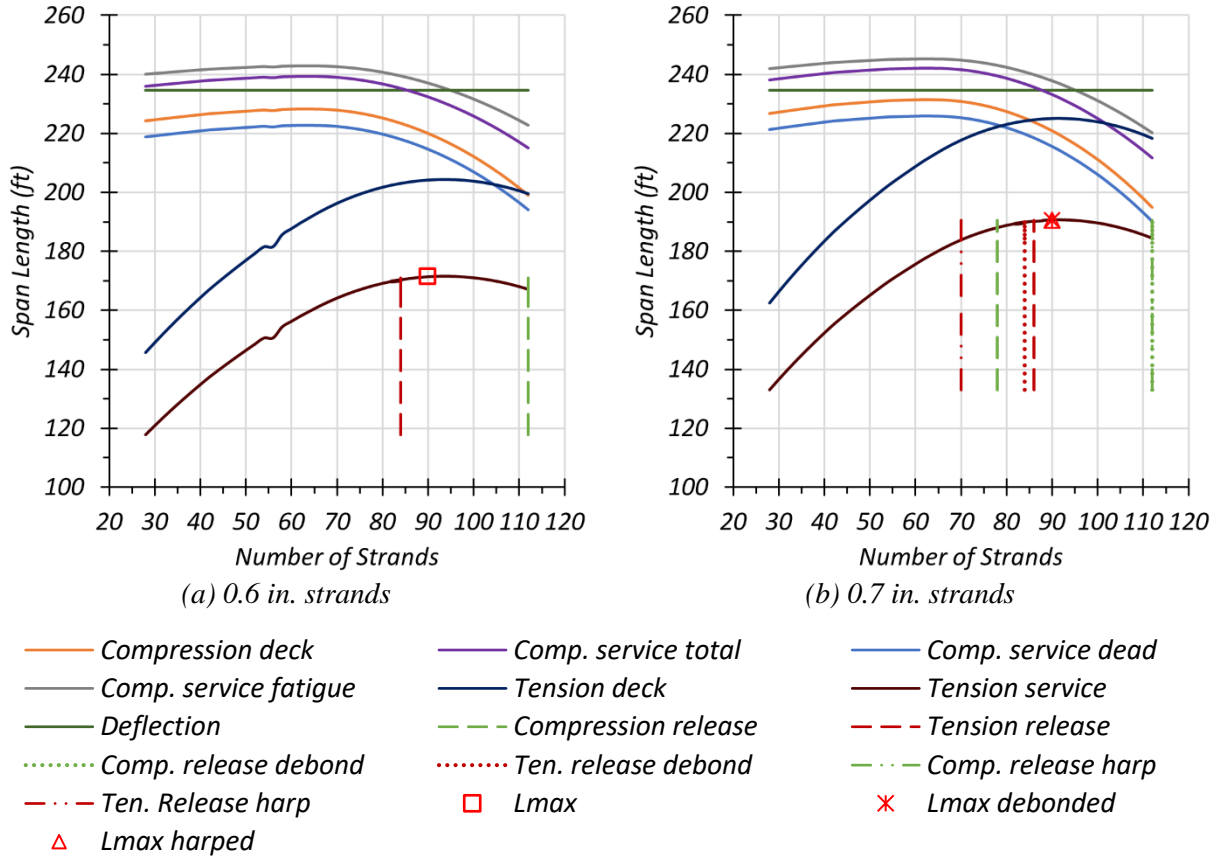 260
240
220
200
180
160
140
120
100
Span Length (ft)
20 30 40 50 60 70 80 90 100 110 120
Number of Strands
(a) 0.6 in. strands
260
240
220
200
180
160
140
120
100
Span Length (ft)
20 30 40 50 60 70 80 90 100 110 120
Number of Strands
(b) 0.7 in. strands
Compression deck Comp. service total Comp. service dead
Comp. service fatigue Tension deck Tension service
Deflection Compression release Tension release
Comp. release debond Ten. release debond Comp. release harp
Ten. Release harp Lmax Lmax debonded
Lmax harped